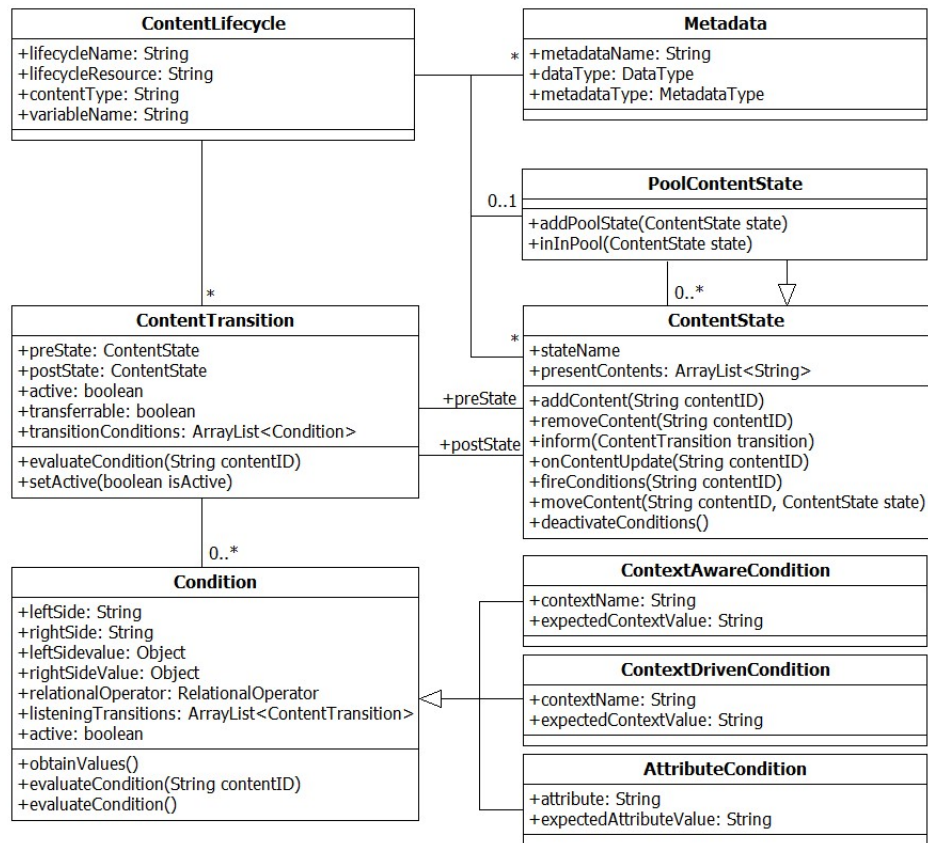 ContentLifecycle
+lifecycleName: String
+lifecycleResource: String
+contentType: String
+variableName: String
Metadata
+metadataName: String
+dataType: DataType
+metadataType: MetadataType
*
PoolContentState
+addPoolState(ContentState state)
+inInPool(ContentState state)
0..1
0..*
*
ContentTransition
+preState: ContentState
+postState: ContentState
+active: boolean
+transferrable: boolean
+transitionConditions: ArrayList<Condition>
+evaluateCondition(String contentID)
+setActive(boolean isActive)
*
ContentState
+stateName
+presentContents: ArrayList<String>
+addContent(String contentID)
+removeContent(String contentID)
+inform(ContentTransition transition)
+onContentUpdate(String contentID)
+fireConditions(String contentID)
+moveContent(String contentID, ContentState state)
+deactivateConditions()
+preState
+postState
0..*
Condition
+leftSide: String
+rightSide: String
+leftSidevalue: Object
+rightSideValue: Object
+relationalOperator: RelationalOperator
+listeningTransitions: ArrayList<ContentTransition>
+active: boolean
+obtainValues()
+evaluateCondition(String contentID)
+evaluateCondition()
ContextAwareCondition
+contextName: String
+expectedContextValue: String
ContextDrivenCondition
+contextName: String
+expectedContextValue: String
AttributeCondition
+attribute: String
+expectedAttributeValue: String